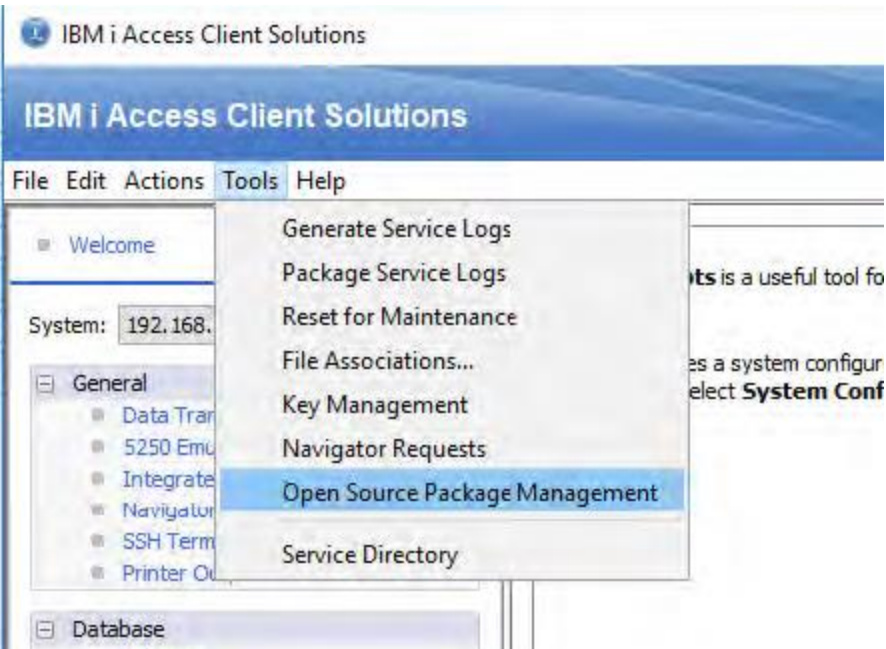 IBM i Access Client Solutions
IBM i Access Client Solutions
File Edit Actions Tools Help
Welcome
System: 192.168.
General
Data Tran
5250 Emu
Integrate
Navigator
SSH Term
Printer Ou
Database
Generate Service Logs
Package Service Logs
Reset for Maintenance
File Associations...
Key Management
Navigator Requests
Open Source Package Management
Service Directory
ts is a useful tool fo
es a system configur
elect System Conf